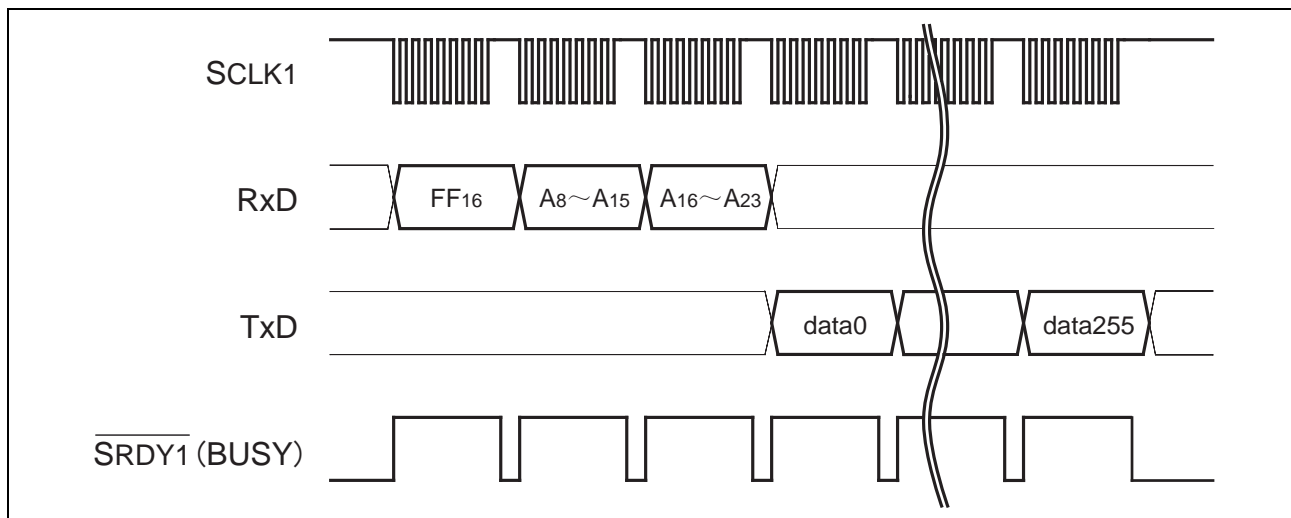 SCLK1
RxD FF16 A8～A15 A16～A23
TxD data0 data255
SRDY1 (BUSY)